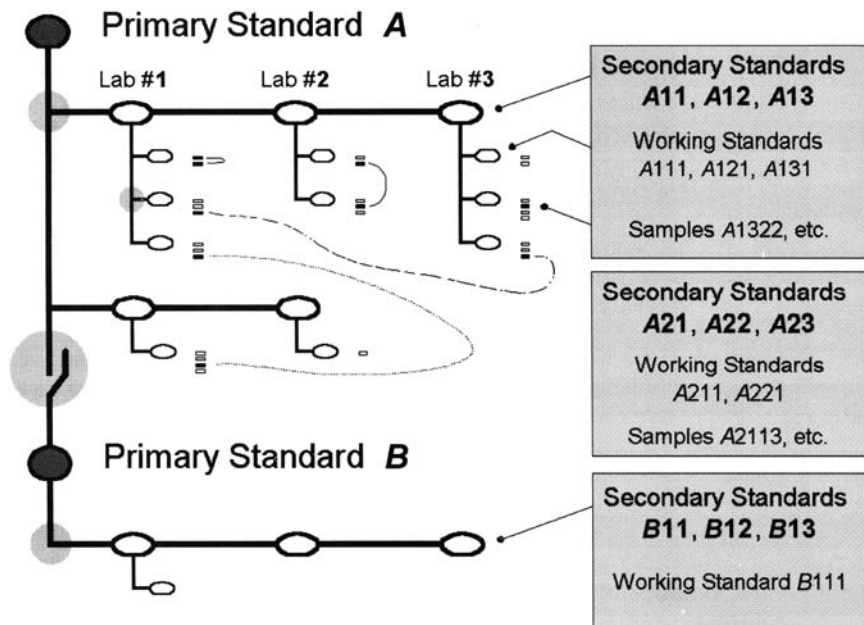 Primary Standard A
Lab #1
Lab #2
Lab #3
Secondary Standards
A11, A12, A13
Working Standards
A111, A121, A131
Samples A1322, etc.
Secondary Standards
A21, A22, A23
Working Standards
A211, A221
Samples A2113, etc.
Primary Standard B
Secondary Standards
B11, B12, B13
Working Standard B111